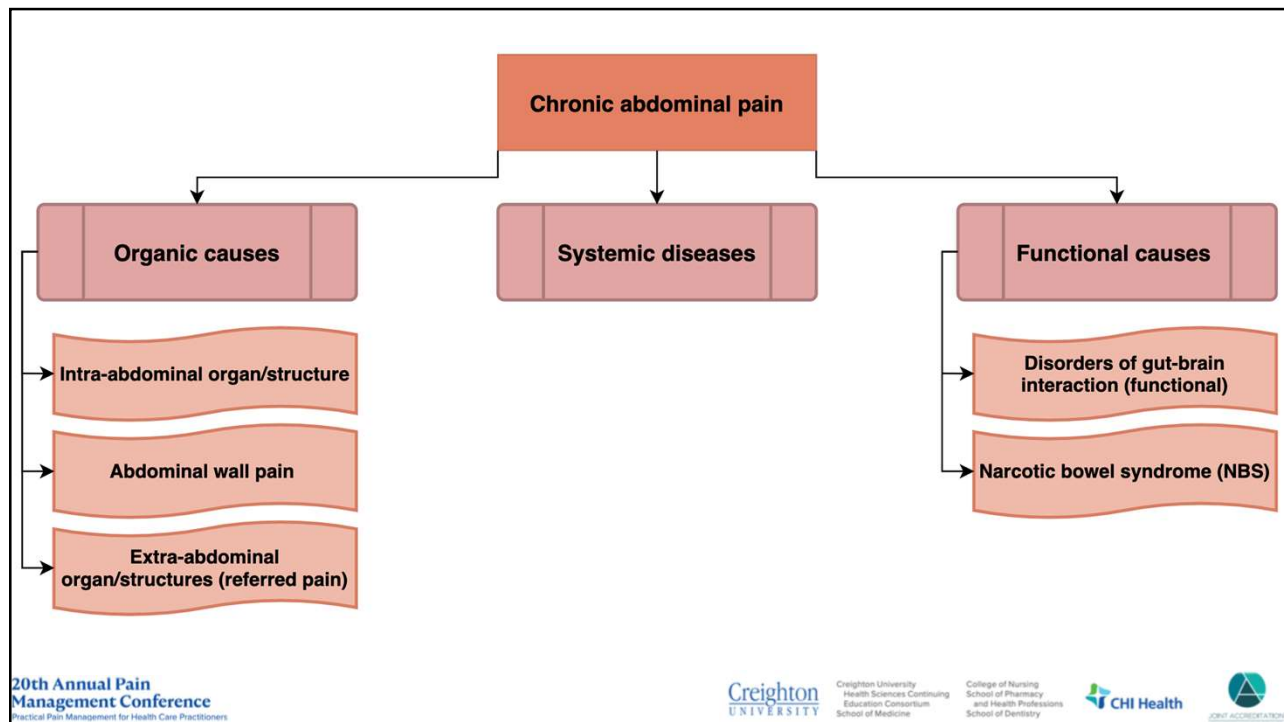 Chronic abdominal pain
Organic causes
Systemic diseases
Functional causes
Intra-abdominal organ/structure
Abdominal wall pain
Extra-abdominal
organ/structures (referred pain)
Disorders of gut-brain
interaction (functional)
Narcotic bowel syndrome (NBS)
20th Annual Pain
Management Conference
Practical Pain Management for Health Care Practitioners
Creighton
UNIVERSITY
Creighton University
Health Sciences Continuing
Education Consortium
School of Medicine
College of Nursing
School of Pharmacy
and Health Professions
School of Dentistry
CHI Health
JOINT ACCREDITATION